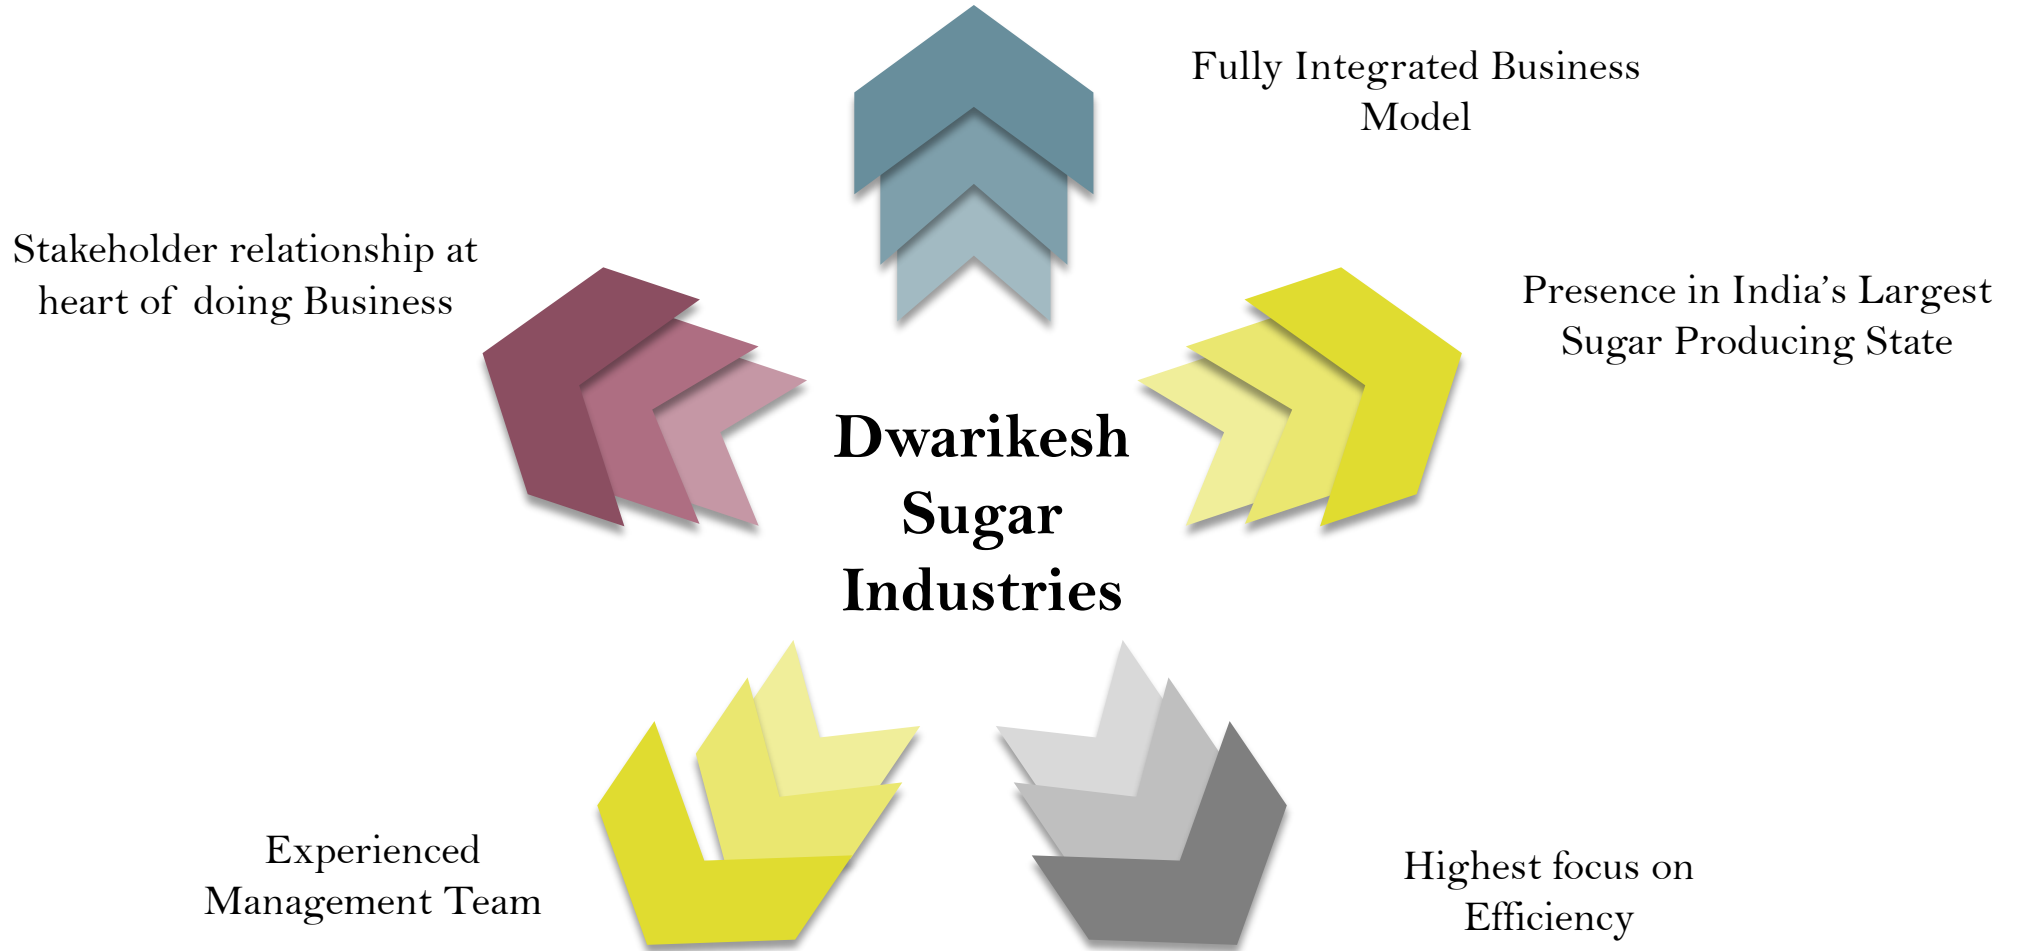 Fully Integrated Business
Model
Stakeholder relationship at
heart of doing Business
Presence in India’s Largest
Sugar Producing State
Dwarikesh
Sugar
Industries
Experienced
Management Team
Highest focus on
Efficiency